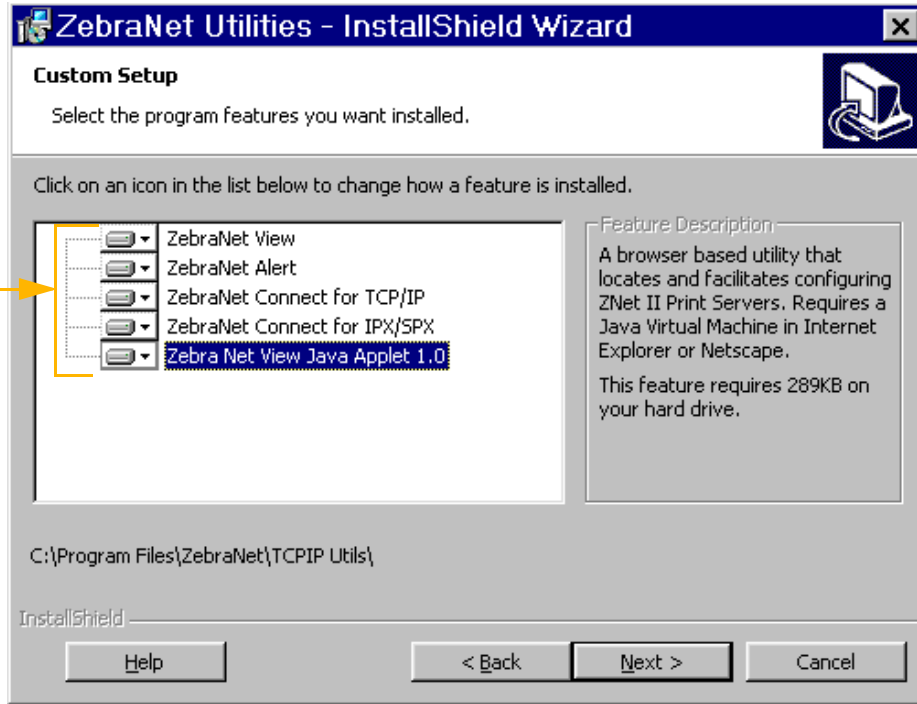 ZebraNet Utilities - InstallShield Wizard
Custom Setup
Select the program features you want installed.
Click on an icon in the list below to change how a feature is installed.
ZebraNet View
ZebraNet Alert
ZebraNet Connect for TCP/IP
ZebraNet Connect for IPX/SPX
Zebra Net View Java Applet 1.0
Feature Description
A browser based utility that
locates and facilitates configuring
ZNet II Print Servers. Requires a
Java Virtual Machine in Internet
Explorer or Netscape.
This feature requires 289KB on
your hard drive.
C:\Program Files\ZebraNet\TCPIP Utils\
InstallShield
Help
< Back
Next >
Cancel